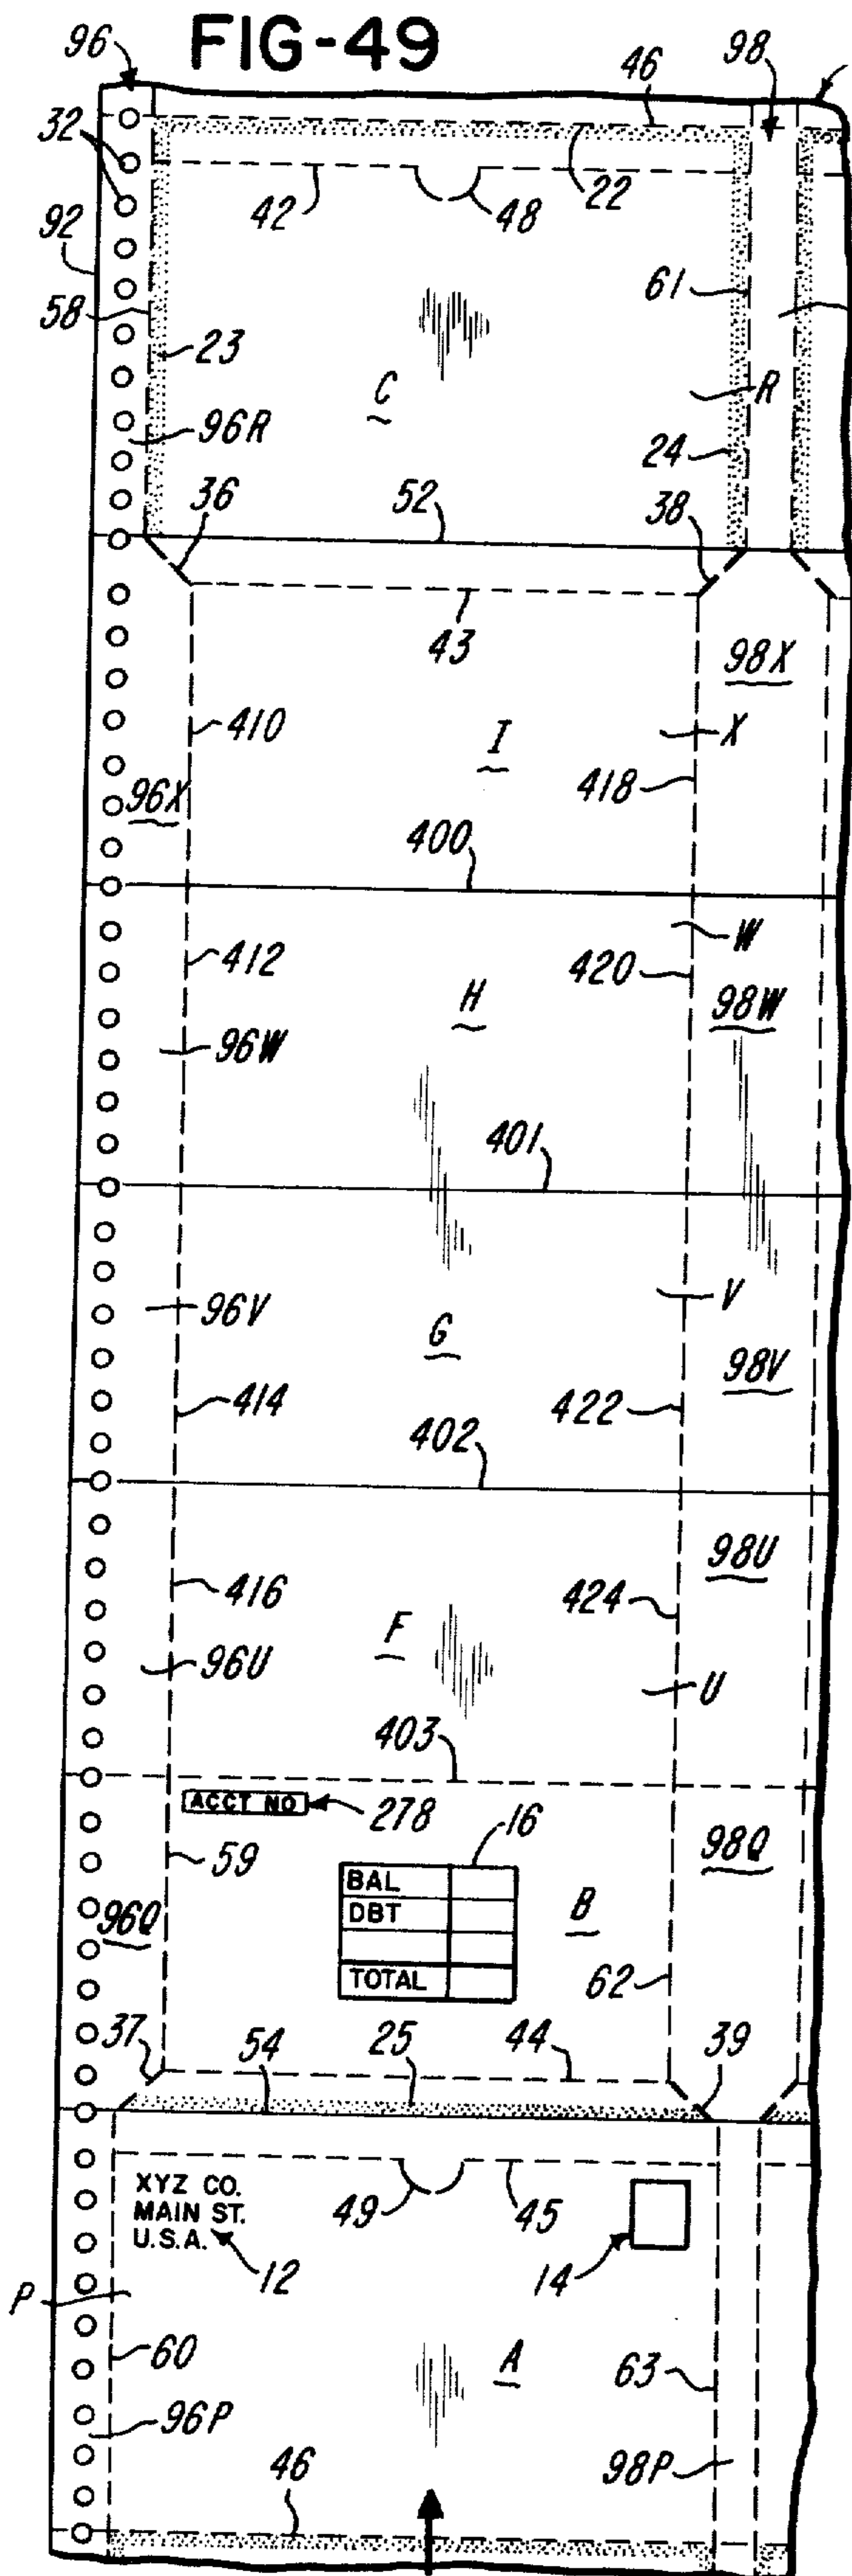 FIG-49
96
98
46
32
42
48
22
92
61
58
23
C
R
96R
24
36
52
38
43
98X
410
I
X
418
96X
400
W
412
420
H
98W
96W
401
V
96V
G
98V
414
422
402
98U
416
424
F
96U
U
403
ACCT NO
278
16
59
98Q
BAL
DBT
B
96Q
TOTAL
62
37
54
25
44
39
XYZ CO.
MAIN ST.
U.S.A.
49
45
12
14
P
A
60
63
96P
98P
46